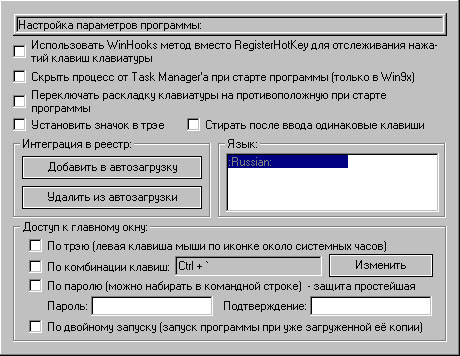 Настройка параметров программы:
Использовать WinHooks метод вместо RegisterHotKey для отслеживания нажа-
тий клавиш клавиатуры
Скрыть процесс от Task Manager'а при старте программы (только в Win9x)
Переключать раскладку клавиатуры на противоположную при старте
программы
Установить значок в трэе
Стирать после ввода одинаковые клавиши
Интеграция в реестр:
Язык:
Добавить в автозагрузку
:Russian:
Удалить из автозагрузки
Доступ к главному окну:
По трэю (левая клавиша мыши по иконке около системных часов)
По комбинации клавиш:
Ctrl + `
Изменить
По паролю (можно набирать в командной строке) - защита простейшая
Пароль:
Подтверждение:
По двойному запуску (запуск программы при уже загруженной её копии)